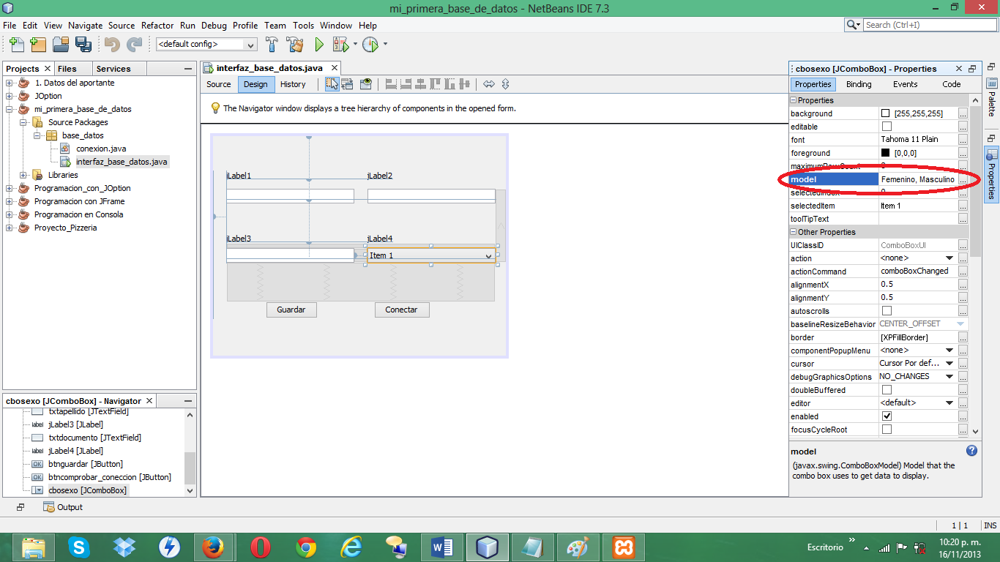 mi_primera_base_de_datos - NetBeans IDE 7.3
File Edit View Navigate Source Refactor Run Debug Profile Team Tools Window Help
Search (Ctrl+I)
<default config>
Projects Files Services
1. Datos del aportante
JOption
mi_primera_base_de_datos
Source Packages
base_datos
conexion.java
interfaz_base_datos.java
Libraries
Programacion_con_JOption
Programacion con JFrame
Programacion en Consola
Proyecto_Pizzeria
cbosexo [JComboBox] - Navigator
txtapellido [JTextField]
label jLabel3 [JLabel]
txtdocumento [JTextField]
label jLabel4 [JLabel]
OK btnguardar [JButton]
OK btncomprobar_coneccion [JButton]
cbosexo [JComboBox]
Output
interfaz_base_datos.java
Source Design History
The Navigator window displays a tree hierarchy of components in the opened form.
jLabel1 jLabel2
jLabel3 jLabel4
Item 1
Guardar Conectar
cbosexo [JComboBox] - Properties
Properties Binding Events Code
Properties
background [255,255,255] ...
editable ...
font Tahoma 11 Plain ...
foreground [0,0,0] ...
maximumRowCount 8
model Femenino, Masculino ...
selectedIndex 0
selectedItem Item 1 ...
toolTipText ...
Other Properties
UIClassID ComboBoxUI ...
action <none> ...
actionCommand comboBoxChanged ...
alignmentX 0.5 ...
alignmentY 0.5 ...
autoscrolls ...
baselineResizeBehavior CENTER_OFFSET ...
border [XPFillBorder] ...
componentPopupMenu <none> ...
cursor Cursor Por def... ...
debugGraphicsOptions NO_CHANGES ...
doubleBuffered ...
editor <default> ...
enabled ...
focusCycleRoot ...
model
(javax.swing.ComboBoxModel) Model that the
combo box uses to get data to display.
Palette
Properties
1 | 1 INS
Escritorio
10:20 p. m.
16/11/2013